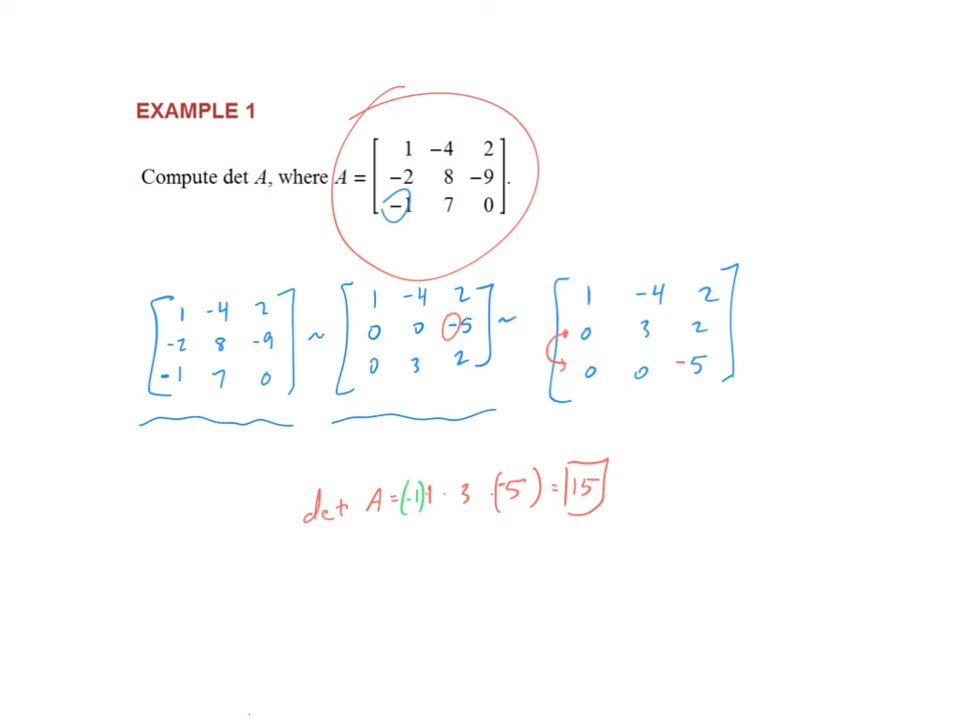 EXAMPLE 1
1 −4 2
Compute det A, where A = −2 8 −9 .
−1 7 0
1 -4 2 ~ 1 -4 2 ~ 1 -4 2
-2 8 -9 0 0 -5 0 3 2
-1 7 0 0 3 2 0 0 -5
det A = (-1) · 1 · 3 · (-5) = 15